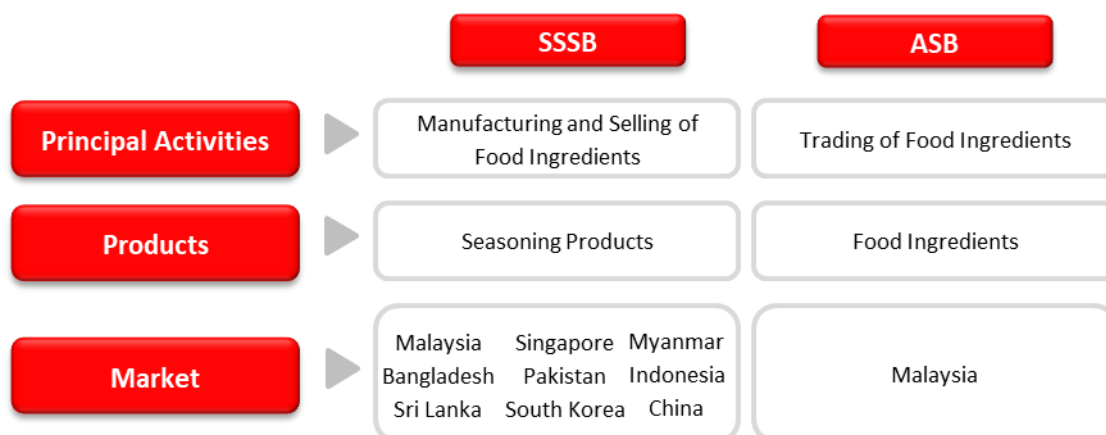 SSSB ASB
Principal Activities
Manufacturing and Selling of
Food Ingredients
Trading of Food Ingredients
Products
Seasoning Products
Food Ingredients
Market
Malaysia Singapore Myanmar
Bangladesh Pakistan Indonesia
Sri Lanka South Korea China
Malaysia